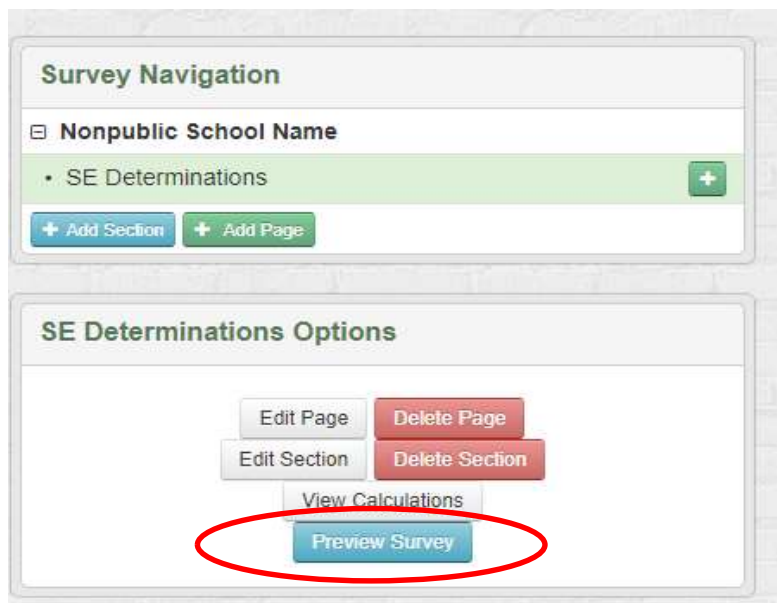 Survey Navigation
Nonpublic School Name
• SE Determinations
+ Add Section + Add Page
SE Determinations Options
Edit Page Delete Page
Edit Section Delete Section
View Calculations
Preview Survey